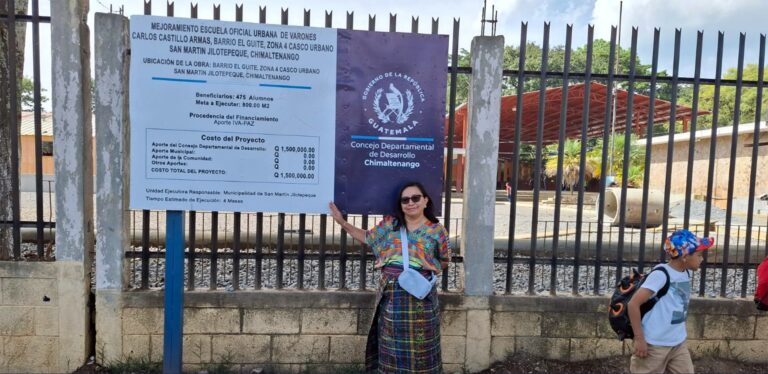 MEJORAMIENTO ESCUELA OFICIAL URBANA DE VARONES
CARLOS CASTILLO ARMAS, BARRIO EL GUITE, ZONA 4 CASCO URBANO
SAN MARTIN JILOTEPEQUE, CHIMALTENANGO
UBICACIÓN DE LA OBRA: BARRIO EL GUITE, ZONA 4 CASCO URBANO
SAN MARTIN JILOTEPEQUE, CHIMALTENANGO
Beneficiarios: 475 Alumnos
Meta a Ejecutar: 800.00 M2
Procedencia del Financiamiento
Aporte IVA-PAZ
Costo del Proyecto
Aporte del Consejo Departamental de Desarrollo: Q 1,500,000.00
Aporte Municipal: Q 0.00
Aporte de la Comunidad: Q 0.00
Otros Aportes: Q 0.00
COSTO TOTAL DEL PROYECTO Q 1,500,000.00
Unidad Ejecutora Responsable: Municipalidad de San Martin Jilotepeque
Tiempo Estimado de Ejecución: 4 Meses
GOBIERNO DE LA REPÚBLICA
GUATEMALA
Consejo Departamental
de Desarrollo
Chimaltenango